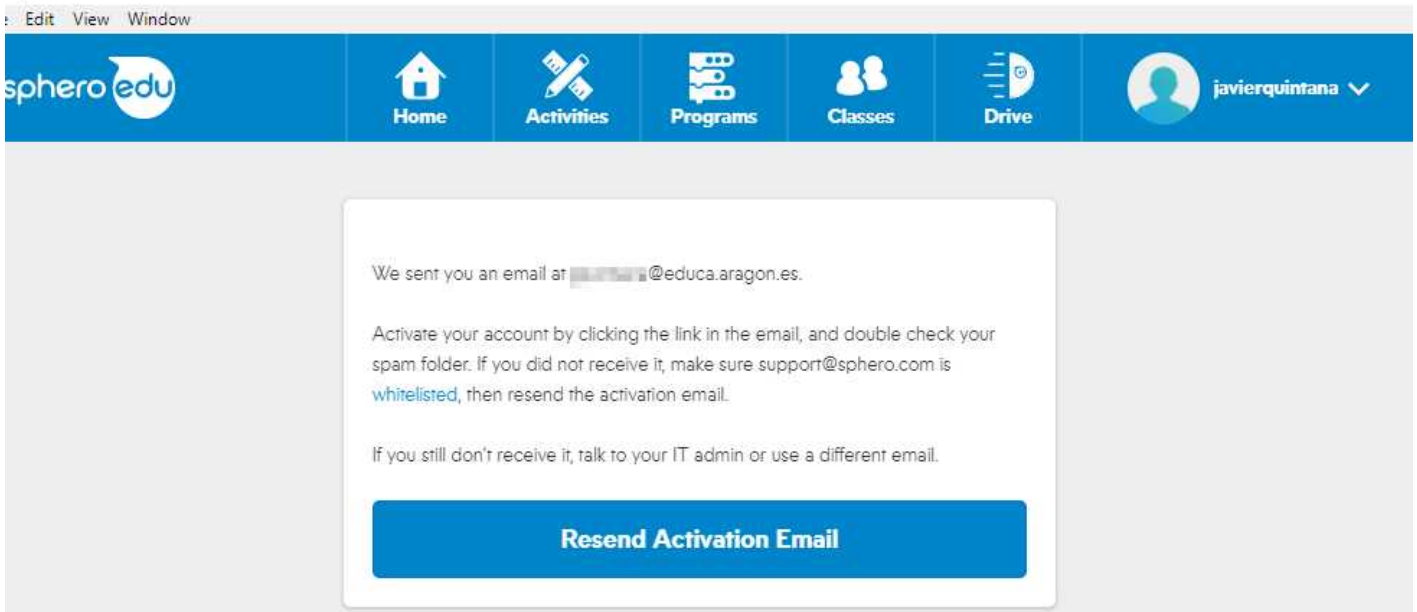 Edit View Window
sphero edu
Home Activities Programs Classes Drive javierquintana
We sent you an email at @educa.aragon.es.
Activate your account by clicking the link in the email, and double check your
spam folder. If you did not receive it, make sure support@sphero.com is
whitelisted, then resend the activation email.
If you still don't receive it, talk to your IT admin or use a different email.
Resend Activation Email